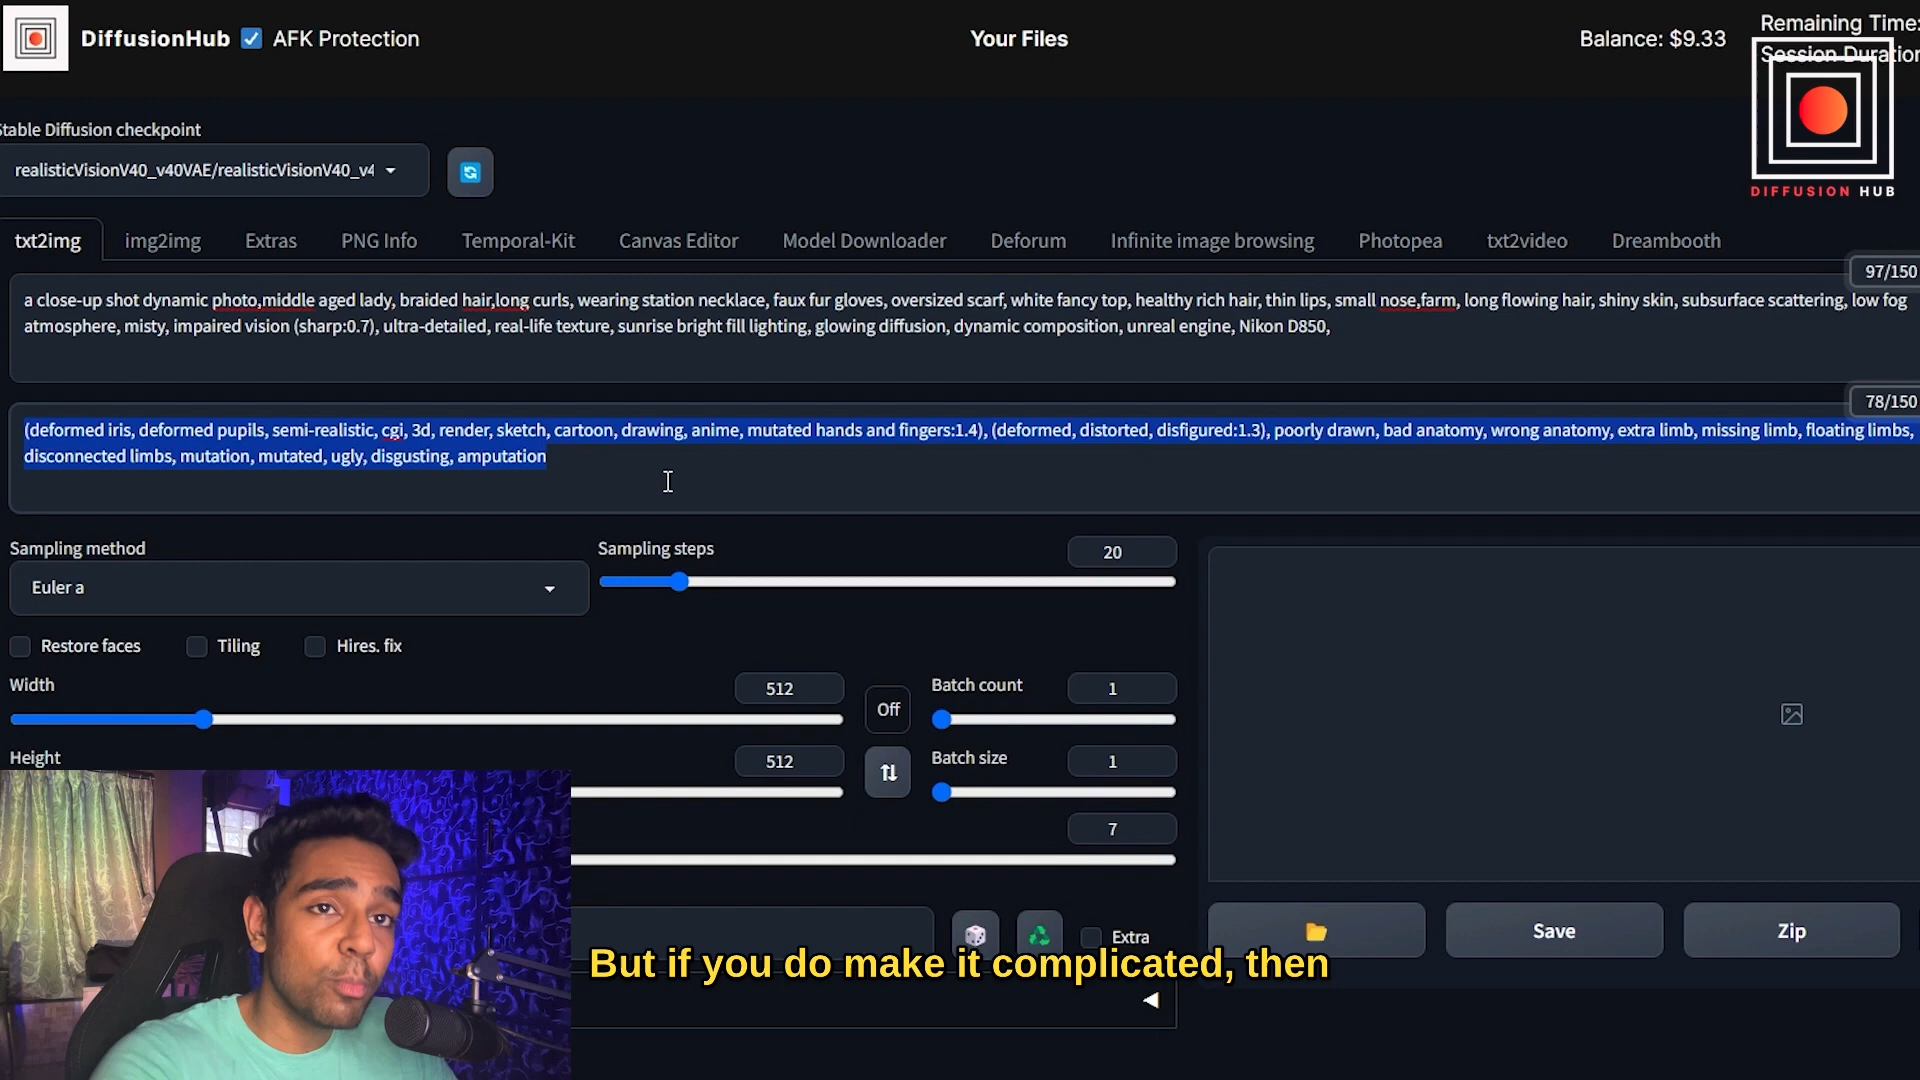 DiffusionHub AFK Protection Your Files Balance: $9.33 Remaining Time:
Session Duration
DIFFUSION HUB
Stable Diffusion checkpoint
realisticVisionV40_v40VAE/realisticVisionV40_v4
txt2img img2img Extras PNG Info Temporal-Kit Canvas Editor Model Downloader Deforum Infinite image browsing Photopea txt2video Dreambooth
97/150
a close-up shot dynamic photo,middle aged lady, braided hair,long curls, wearing station necklace, faux fur gloves, oversized scarf, white fancy top, healthy rich hair, thin lips, small nose,farm, long flowing hair, shiny skin, subsurface scattering, low fog
atmosphere, misty, impaired vision (sharp:0.7), ultra-detailed, real-life texture, sunrise bright fill lighting, glowing diffusion, dynamic composition, unreal engine, Nikon D850,
78/150
(deformed iris, deformed pupils, semi-realistic, cgi, 3d, render, sketch, cartoon, drawing, anime, mutated hands and fingers:1.4), (deformed, distorted, disfigured:1.3), poorly drawn, bad anatomy, wrong anatomy, extra limb, missing limb, floating limbs,
disconnected limbs, mutation, mutated, ugly, disgusting, amputation
Sampling method Sampling steps 20
Euler a
Restore faces Tiling Hires. fix
Width 512 Off Batch count 1
Height 512 Batch size 1
7
Extra
Save Zip
But if you do make it complicated, then